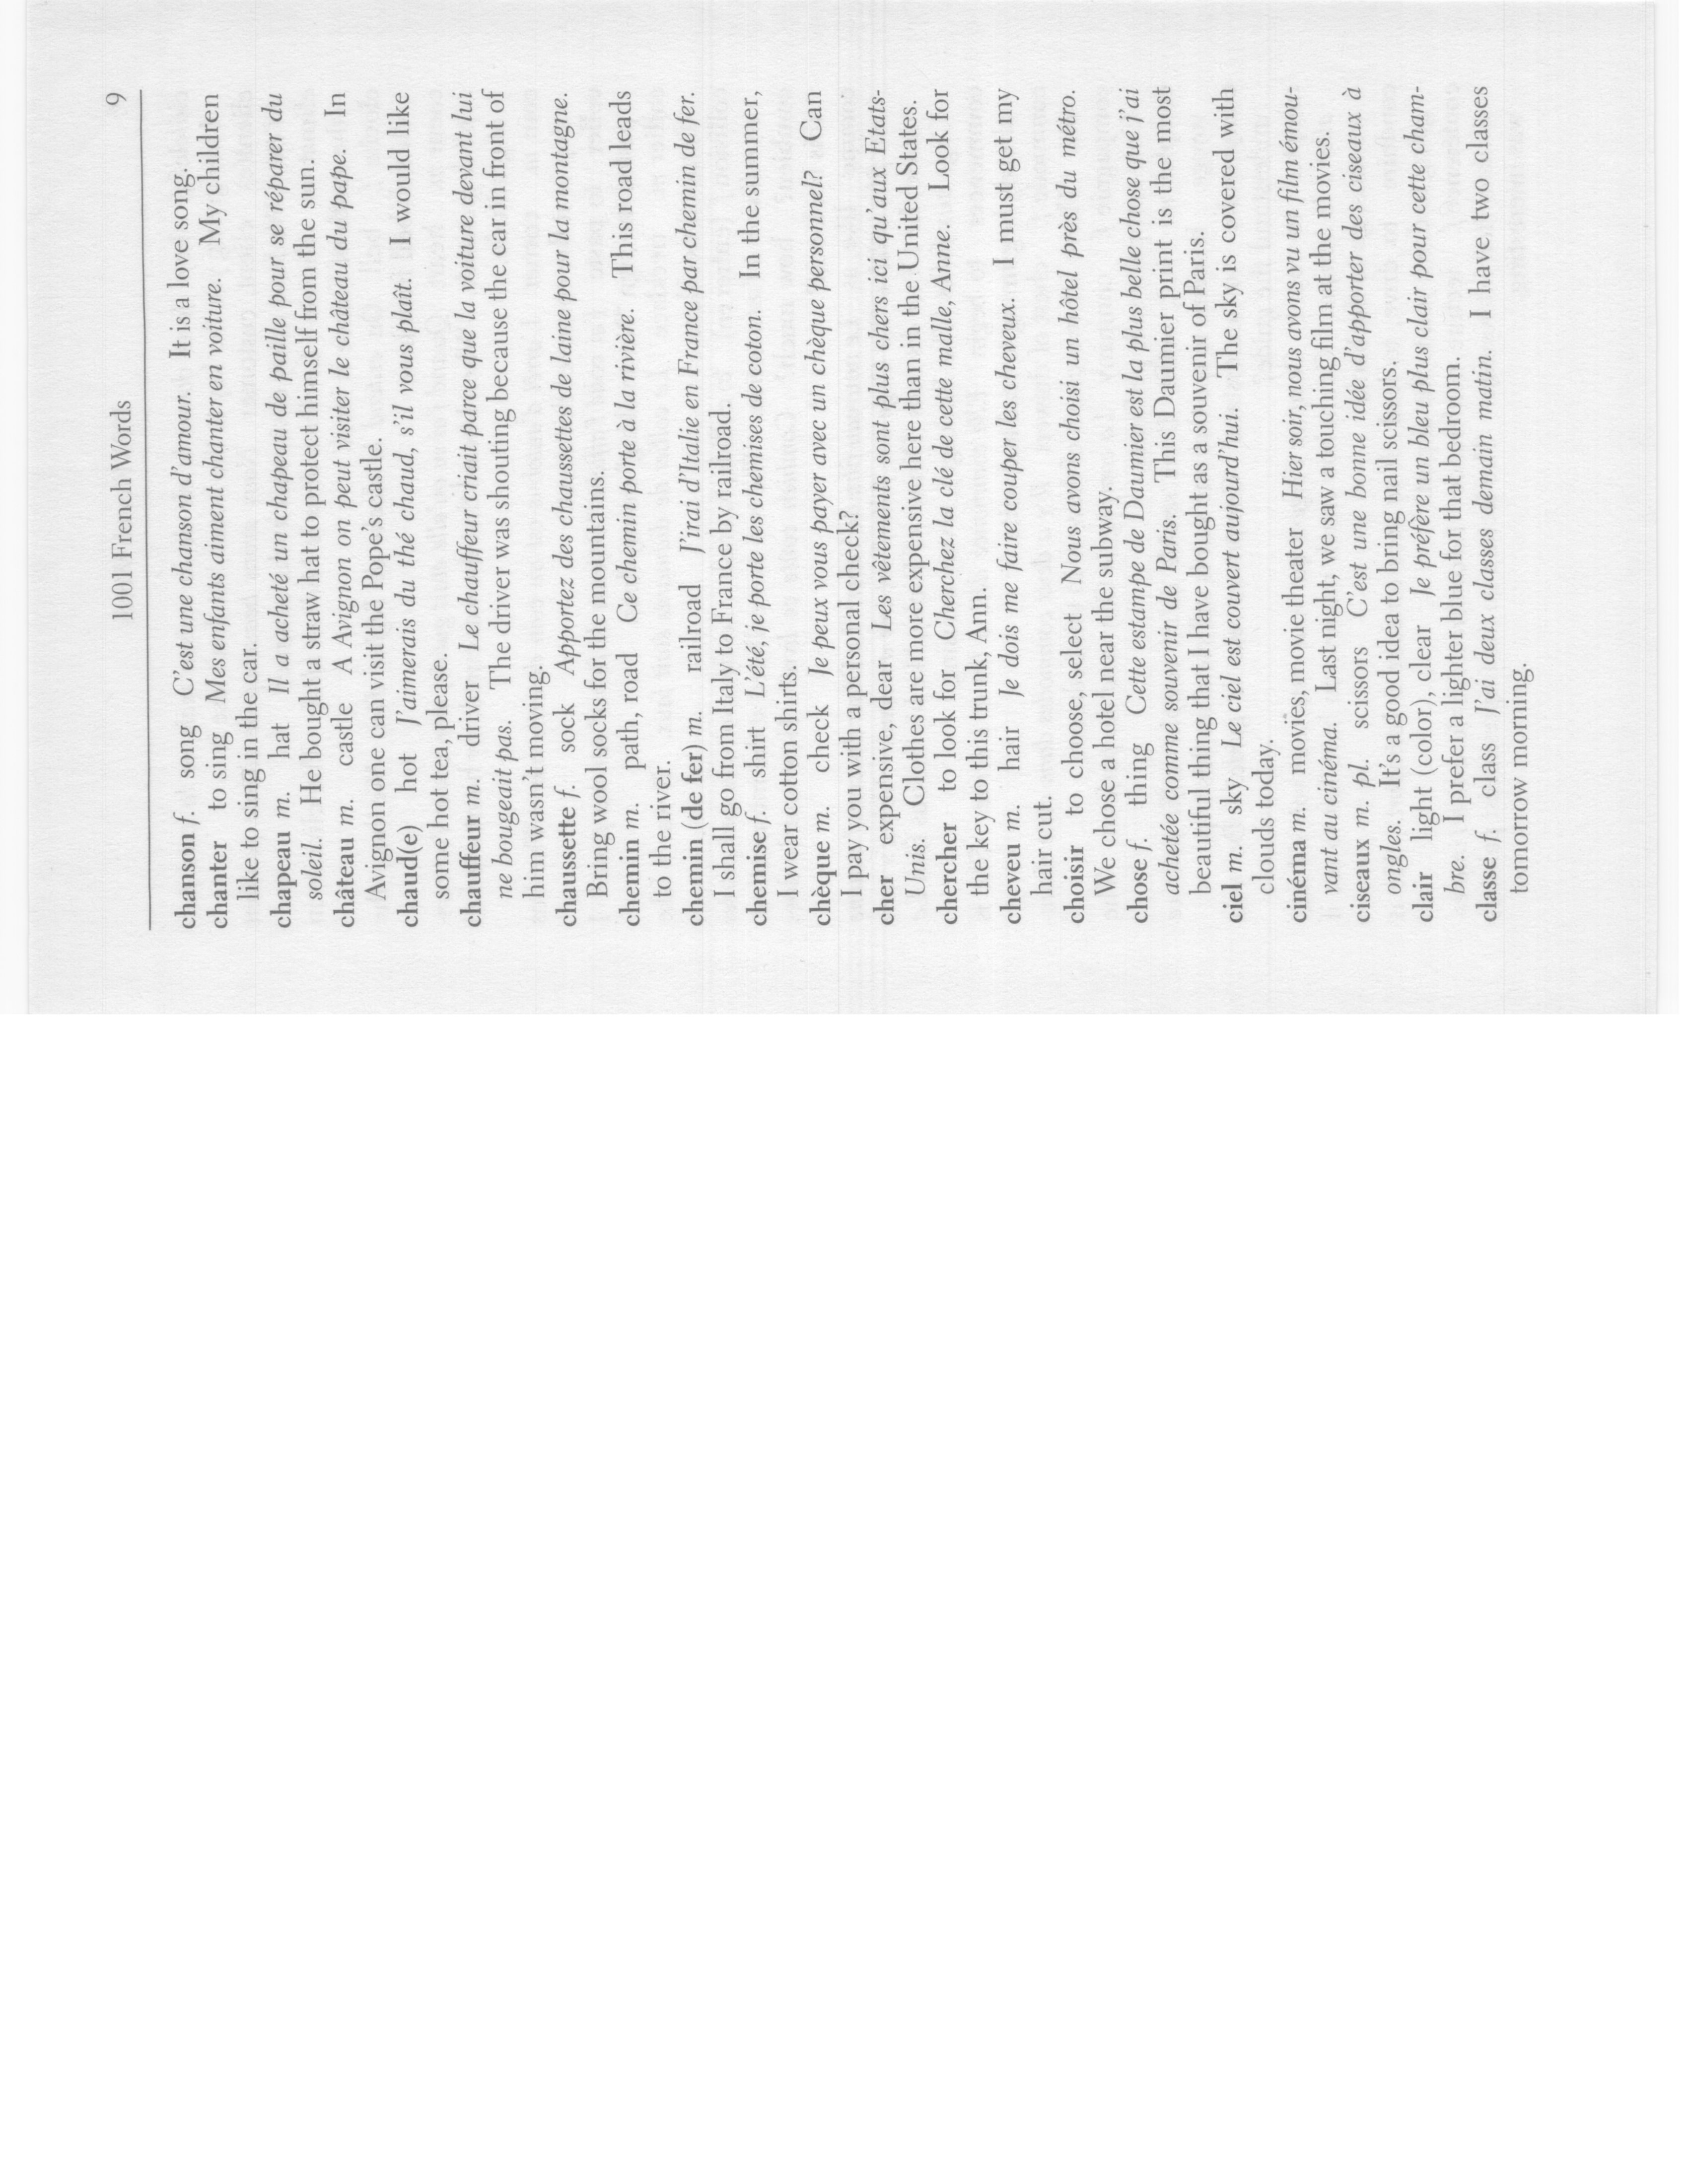 1001 French Words 9
chanson f. song C'est une chanson d'amour. It is a love song.
chanter to sing Mes enfants aiment chanter en voiture. My children
like to sing in the car.
chapeau m. hat Il a acheté un chapeau de paille pour se réparer du
soleil. He bought a straw hat to protect himself from the sun.
château m. castle A Avignon on peut visiter le château du pape. In
Avignon one can visit the Pope's castle.
chaud(e) hot J'aimerais du thé chaud, s'il vous plaît. I would like
some hot tea, please.
chauffeur m. driver Le chauffeur criait parce que la voiture devant lui
ne bougeait pas. The driver was shouting because the car in front of
him wasn't moving.
chaussette f. sock Apportez des chaussettes de laine pour la montagne.
Bring wool socks for the mountains.
chemin m. path, road Ce chemin porte à la rivière. This road leads
to the river.
chemin (de fer) m. railroad J'irai d'Italie en France par chemin de fer.
I shall go from Italy to France by railroad.
chemise f. shirt L'été, je porte les chemises de coton. In the summer,
I wear cotton shirts.
chèque m. check Je peux vous payer avec un chèque personnel? Can
I pay you with a personal check?
cher expensive, dear Les vêtements sont plus chers ici qu'aux Etats-
Unis. Clothes are more expensive here than in the United States.
chercher to look for Cherchez la clé de cette malle, Anne. Look for
the key to this trunk, Ann.
cheveu m. hair Je dois me faire couper les cheveux. I must get my
hair cut.
choisir to choose, select Nous avons choisi un hôtel près du métro.
We chose a hotel near the subway.
chose f. thing Cette estampe de Daumier est la plus belle chose que j'ai
achetée comme souvenir de Paris. This Daumier print is the most
beautiful thing that I have bought as a souvenir of Paris.
ciel m. sky Le ciel est couvert aujourd'hui. The sky is covered with
clouds today.
cinéma m. movies, movie theater Hier soir, nous avons vu un film émou-
vant au cinéma. Last night, we saw a touching film at the movies.
ciseaux m. pl. scissors C'est une bonne idée d'apporter des ciseaux à
ongles. It's a good idea to bring nail scissors.
clair light (color), clear Je préfère un bleu plus clair pour cette cham-
bre. I prefer a lighter blue for that bedroom.
classe f. class J'ai deux classes demain matin. I have two classes
tomorrow morning.